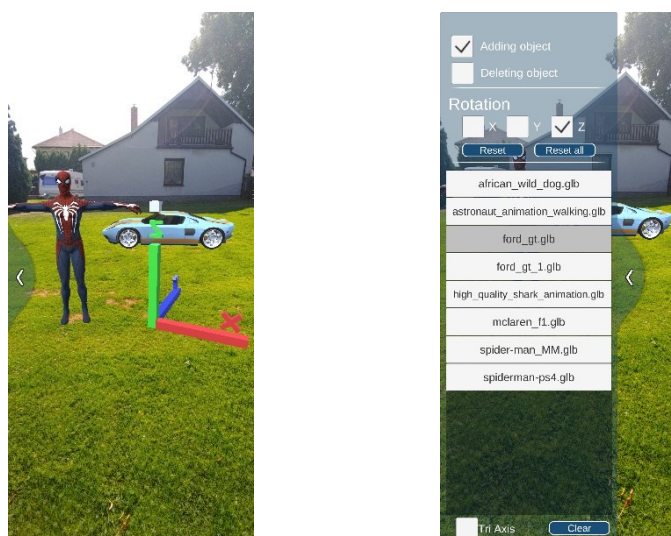 Adding object
Deleting object
Rotation
X Y Z
Reset Reset all
african_wild_dog.glb
astronaut_animation_walking.glb
ford_gt.glb
ford_gt_1.glb
high_quality_shark_animation.glb
mclaren_f1.glb
spider-man_MM.glb
spiderman-ps4.glb
X
Tri Axis Clear